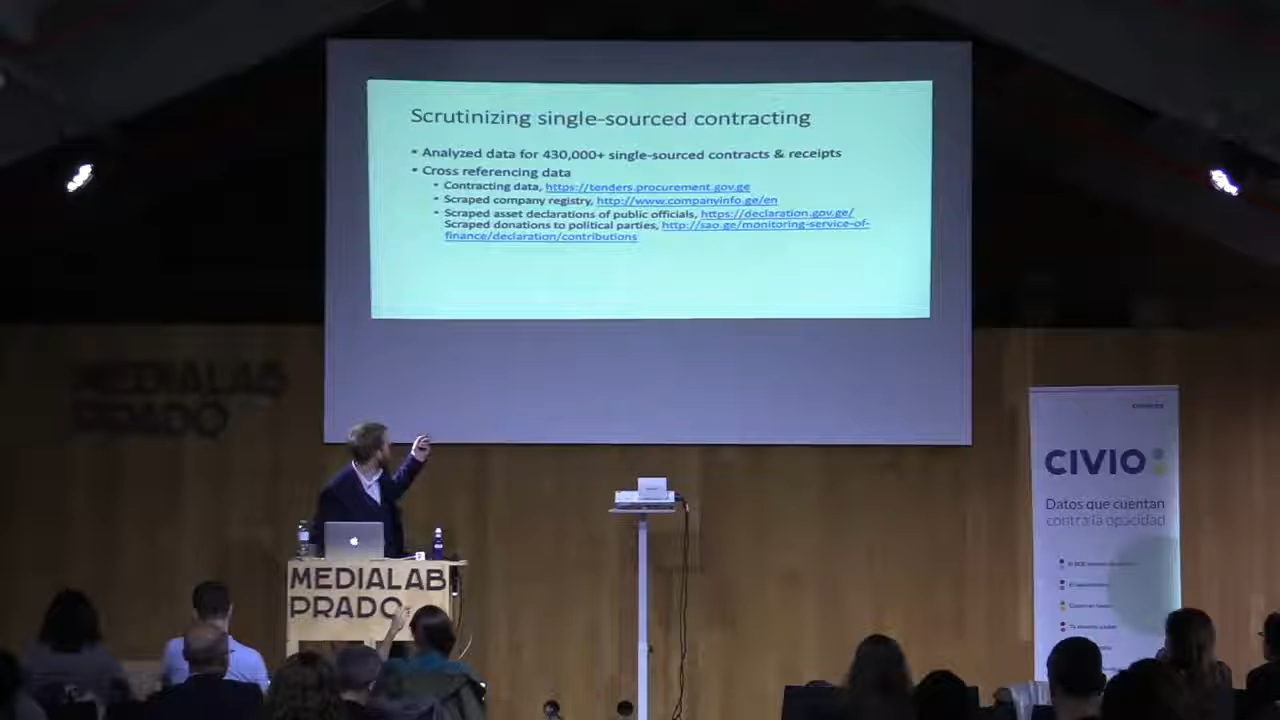 Scrutinizing single-sourced contracting
• Analyzed data for 430,000+ single-sourced contracts & receipts
• Cross referencing data
• Contracting data, https://tenders.procurement.gov.ge
• Scraped company registry, http://www.companyinfo.ge/en
• Scraped asset declarations of public officials, https://declaration.gov.ge/
Scraped donations to political parties, http://sao.ge/monitoring-service-of-
finance/declaration/contributions
MEDIALAB
PRADO
CIVIO
Datos que cuentan
contra la opacidad
MEDIALAB
PRADO